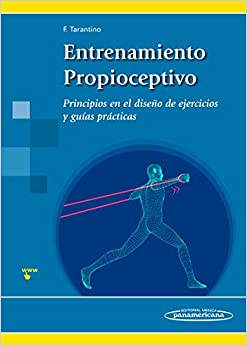 F. Tarantino
Entrenamiento
Propioceptivo
Principios en el diseño de ejercicios
y guías prácticas
www
EDITORIAL MEDICA
panamericana